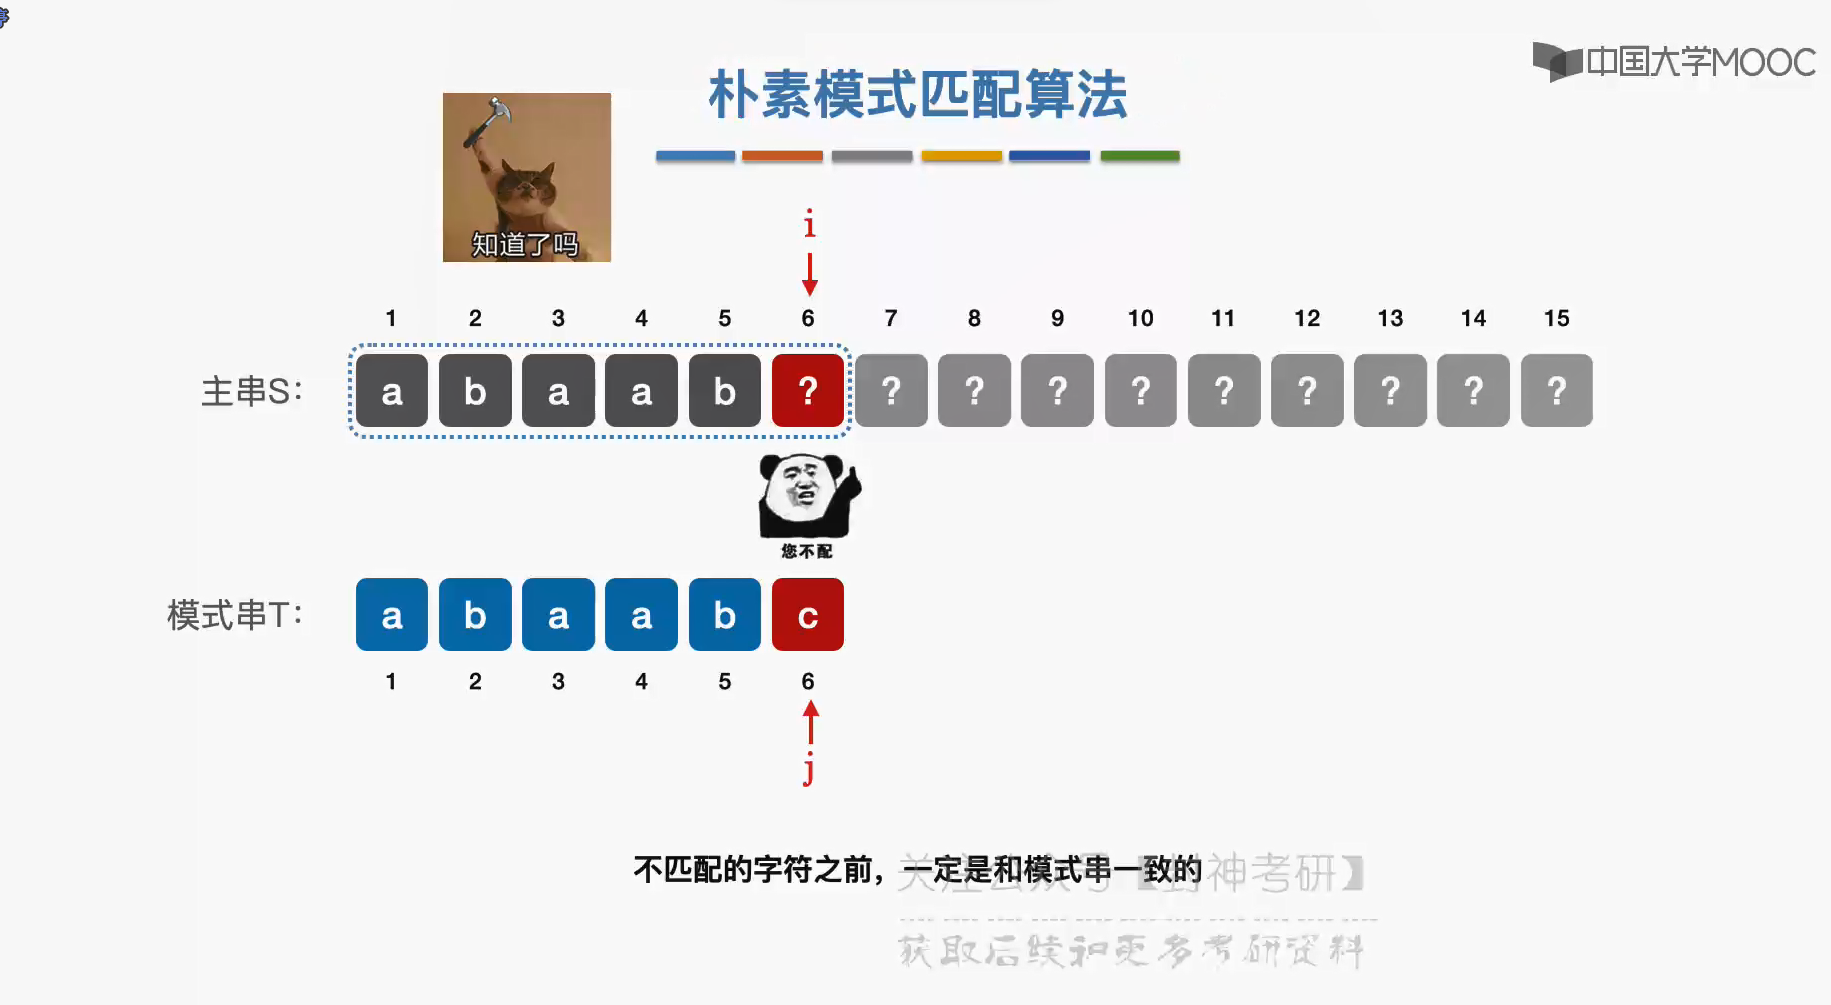 中国大学MOOC
朴素模式匹配算法
知道了吗
i
1 2 3 4 5 6 7 8 9 10 11 12 13 14 15
主串S: a b a a b ? ? ? ? ? ? ? ? ? ?
您不配
模式串T: a b a a b c
1 2 3 4 5 6
j
不匹配的字符之前，一定是和模式串一致的
关注公众号【封神考研】
获取后续和更多考研资料